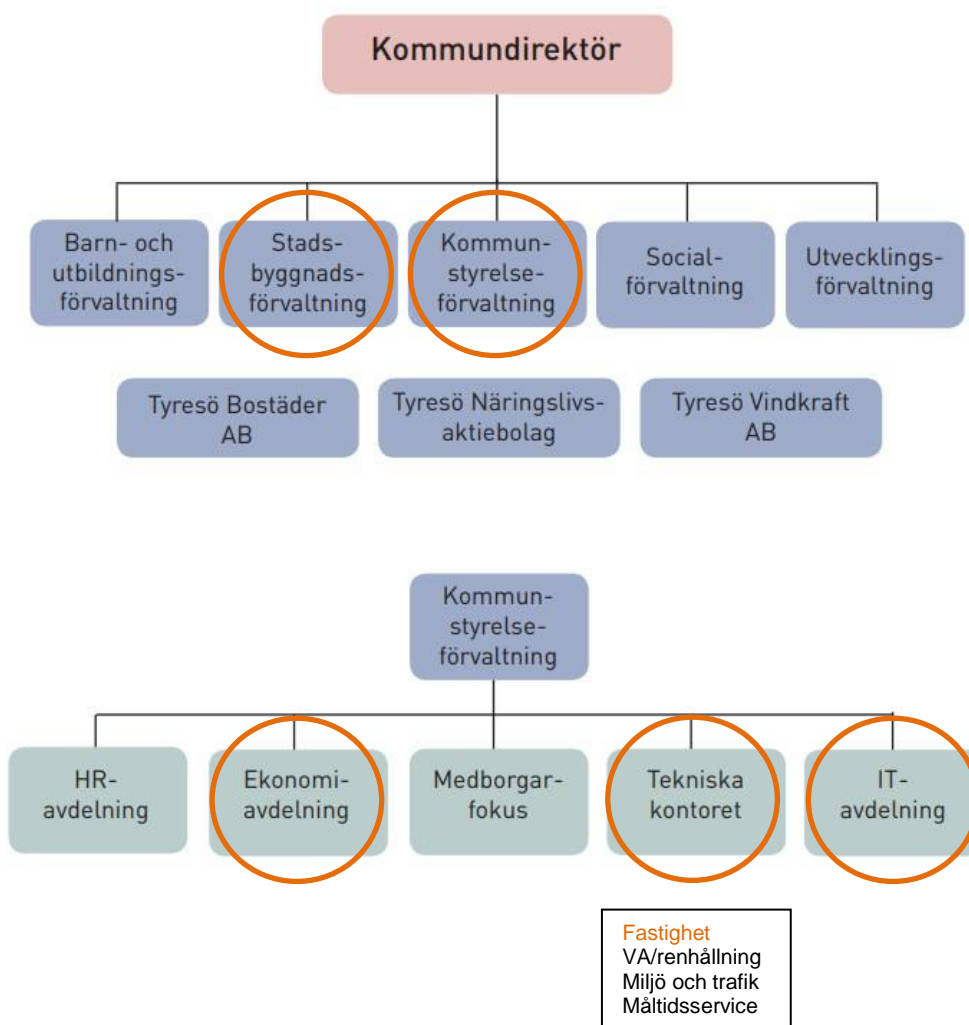 Kommundirektör
Barn- och
utbildnings-
förvaltning
Stads-
byggnads-
förvaltning
Kommun-
styrelse-
förvaltning
Social-
förvaltning
Utvecklings-
förvaltning
Tyresö Bostäder
AB
Tyresö Näringslivs-
aktiebolag
Tyresö Vindkraft
AB
Kommun-
styrelse-
förvaltning
HR-
avdelning
Ekonomi-
avdelning
Medborgar-
fokus
Tekniska
kontoret
IT-
avdelning
Fastighet
VA/renhållning
Miljö och trafik
Måltidsservice